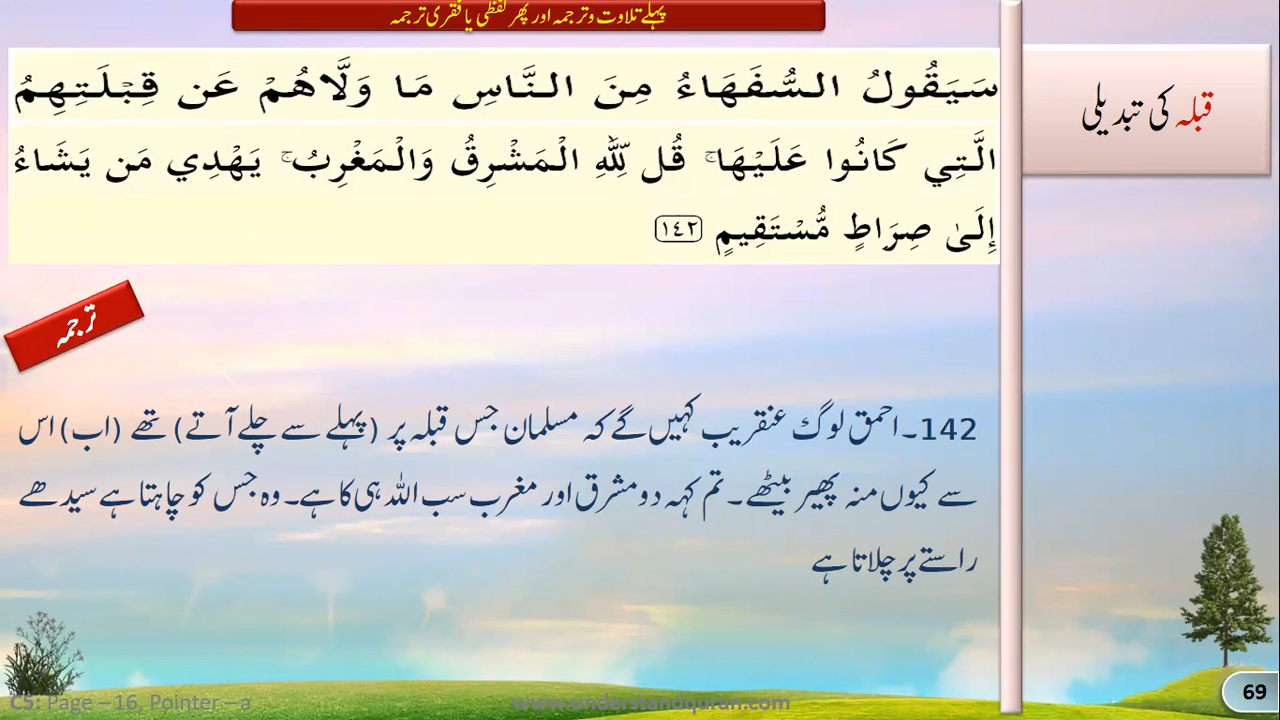 پہلے تلاوت و ترجمہ اور پھر لفظی یا فقری ترجمہ
قبلہ کی تبدیلی
سَيَقُولُ السُّفَهَاءُ مِنَ النَّاسِ مَا وَلَّاهُمْ عَن قِبْلَتِهِمُ
الَّتِي كَانُوا عَلَيْهَا ۚ قُل لِّلَّهِ الْمَشْرِقُ وَالْمَغْرِبُ ۚ يَهْدِي مَن يَشَاءُ
إِلَىٰ صِرَاطٍ مُّسْتَقِيمٍ ١٤٢
ترجمہ
142۔احمق لوگ عنقریب کہیں گے کہ مسلمان جس قبلہ پر (پہلے سے چلے آتے) تھے (اب) اس
سے کیوں منہ پھیر بیٹھے۔ تم کہہ دو مشرق اور مغرب سب اللہ ہی کا ہے۔ وہ جس کو چاہتا ہے سیدھے
راستے پر چلاتا ہے
C5: Page –16, Pointer –a
www.understandquran.com
69